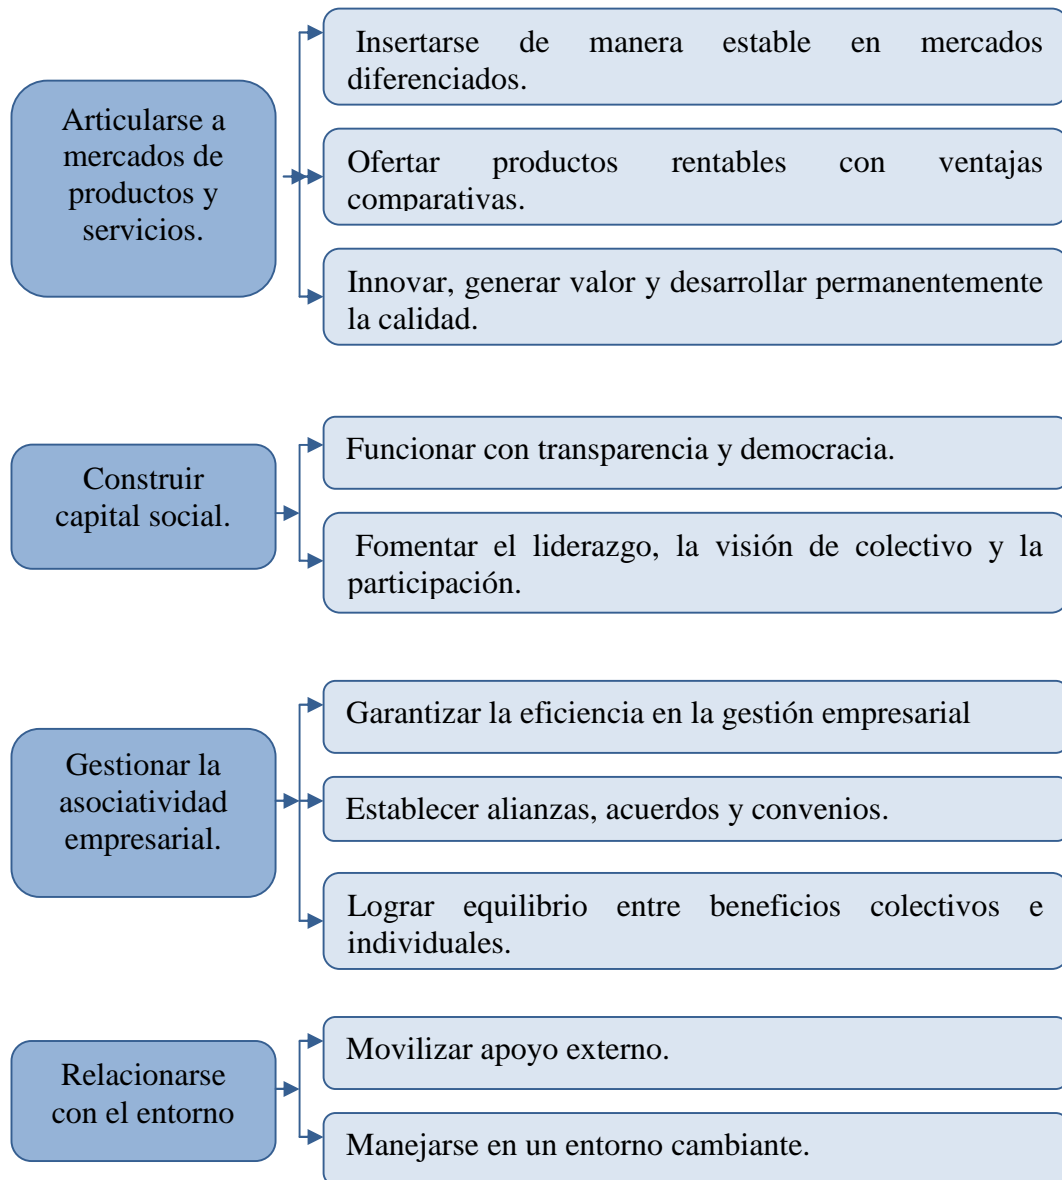 Articularse a
mercados de
productos y
servicios.
Insertarse de manera estable en mercados
diferenciados.
Ofertar productos rentables con ventajas
comparativas.
Innovar, generar valor y desarrollar permanentemente
la calidad.
Construir
capital social.
Funcionar con transparencia y democracia.
Fomentar el liderazgo, la visión de colectivo y la
participación.
Gestionar la
asociatividad
empresarial.
Garantizar la eficiencia en la gestión empresarial
Establecer alianzas, acuerdos y convenios.
Lograr equilibrio entre beneficios colectivos e
individuales.
Relacionarse
con el entorno
Movilizar apoyo externo.
Manejarse en un entorno cambiante.